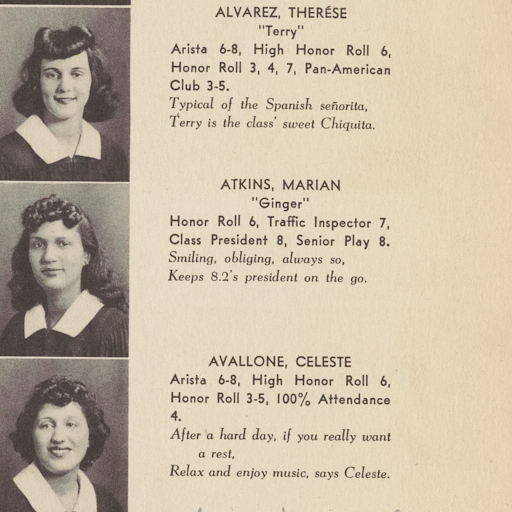 ALVAREZ, THERÉSE
"Terry"
Arista 6-8, High Honor Roll 6,
Honor Roll 3, 4, 7, Pan-American
Club 3-5.
Typical of the Spanish señorita,
Terry is the class' sweet Chiquita.
ATKINS, MARIAN
"Ginger"
Honor Roll 6, Traffic Inspector 7,
Class President 8, Senior Play 8.
Smiling, obliging, always so,
Keeps 8.2's president on the go.
AVALLONE, CELESTE
Arista 6-8, High Honor Roll 6,
Honor Roll 3-5, 100% Attendance
4.
After a hard day, if you really want
a rest,
Relax and enjoy music, says Celeste.